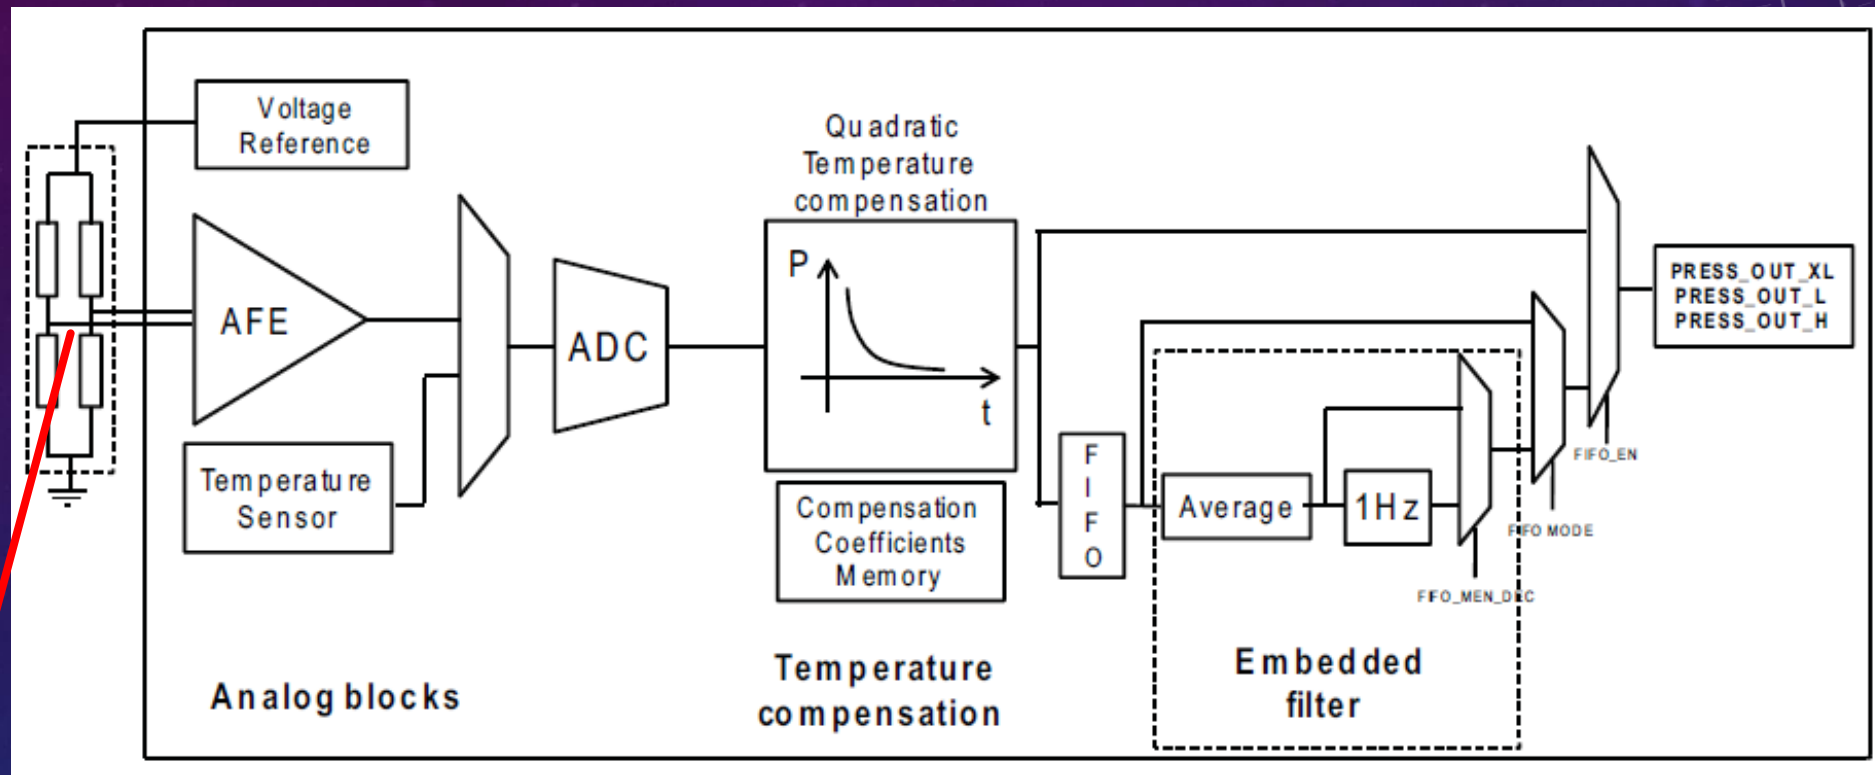 Voltage
Reference
AFE
Temperature
Sensor
Analog blocks
ADC
Quadratic
Temperature
compensation
P
t
Compensation
Coefficients
Memory
Temperature
compensation
F
I
F
O
Average
1Hz
Embedded
filter
FIFO_MEN_DEC
FIFO MODE
FIFO_EN
PRESS_OUT_XL
PRESS_OUT_L
PRESS_OUT_H